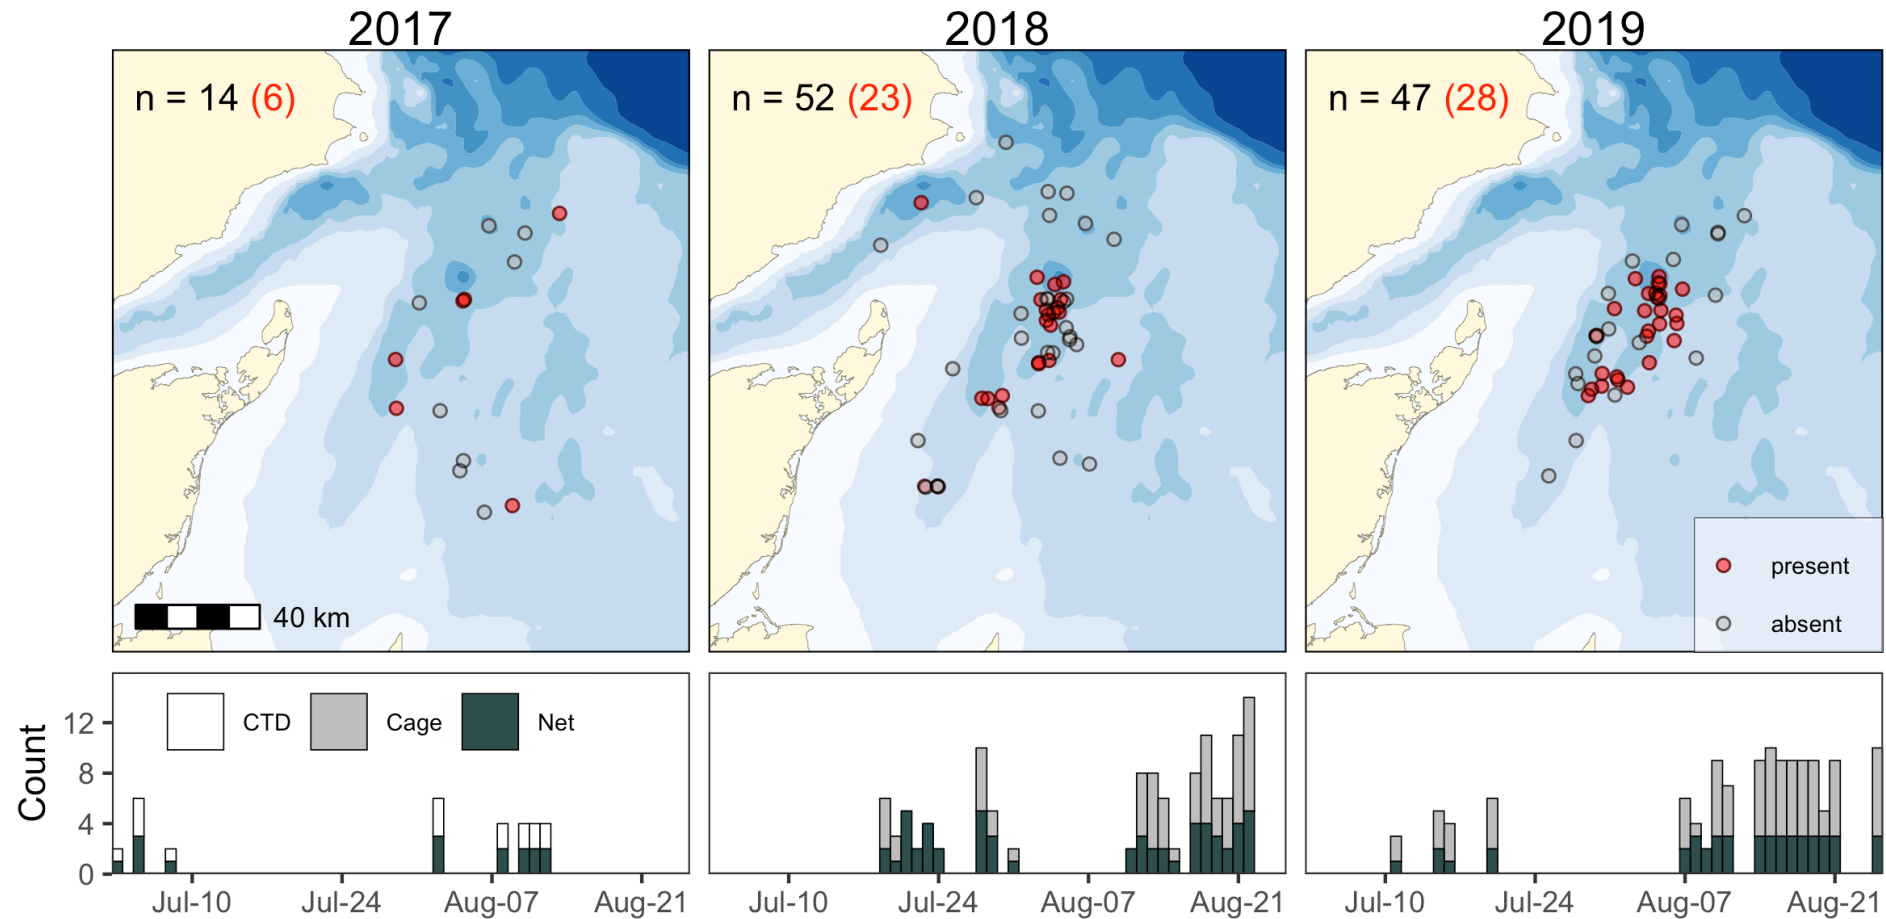 2017 2018 2019
n = 14 (6) n = 52 (23) n = 47 (28)
40 km
present
absent
Count
12
8
4
0
CTD Cage Net
Jul-10 Jul-24 Aug-07 Aug-21 Jul-10 Jul-24 Aug-07 Aug-21 Jul-10 Jul-24 Aug-07 Aug-21